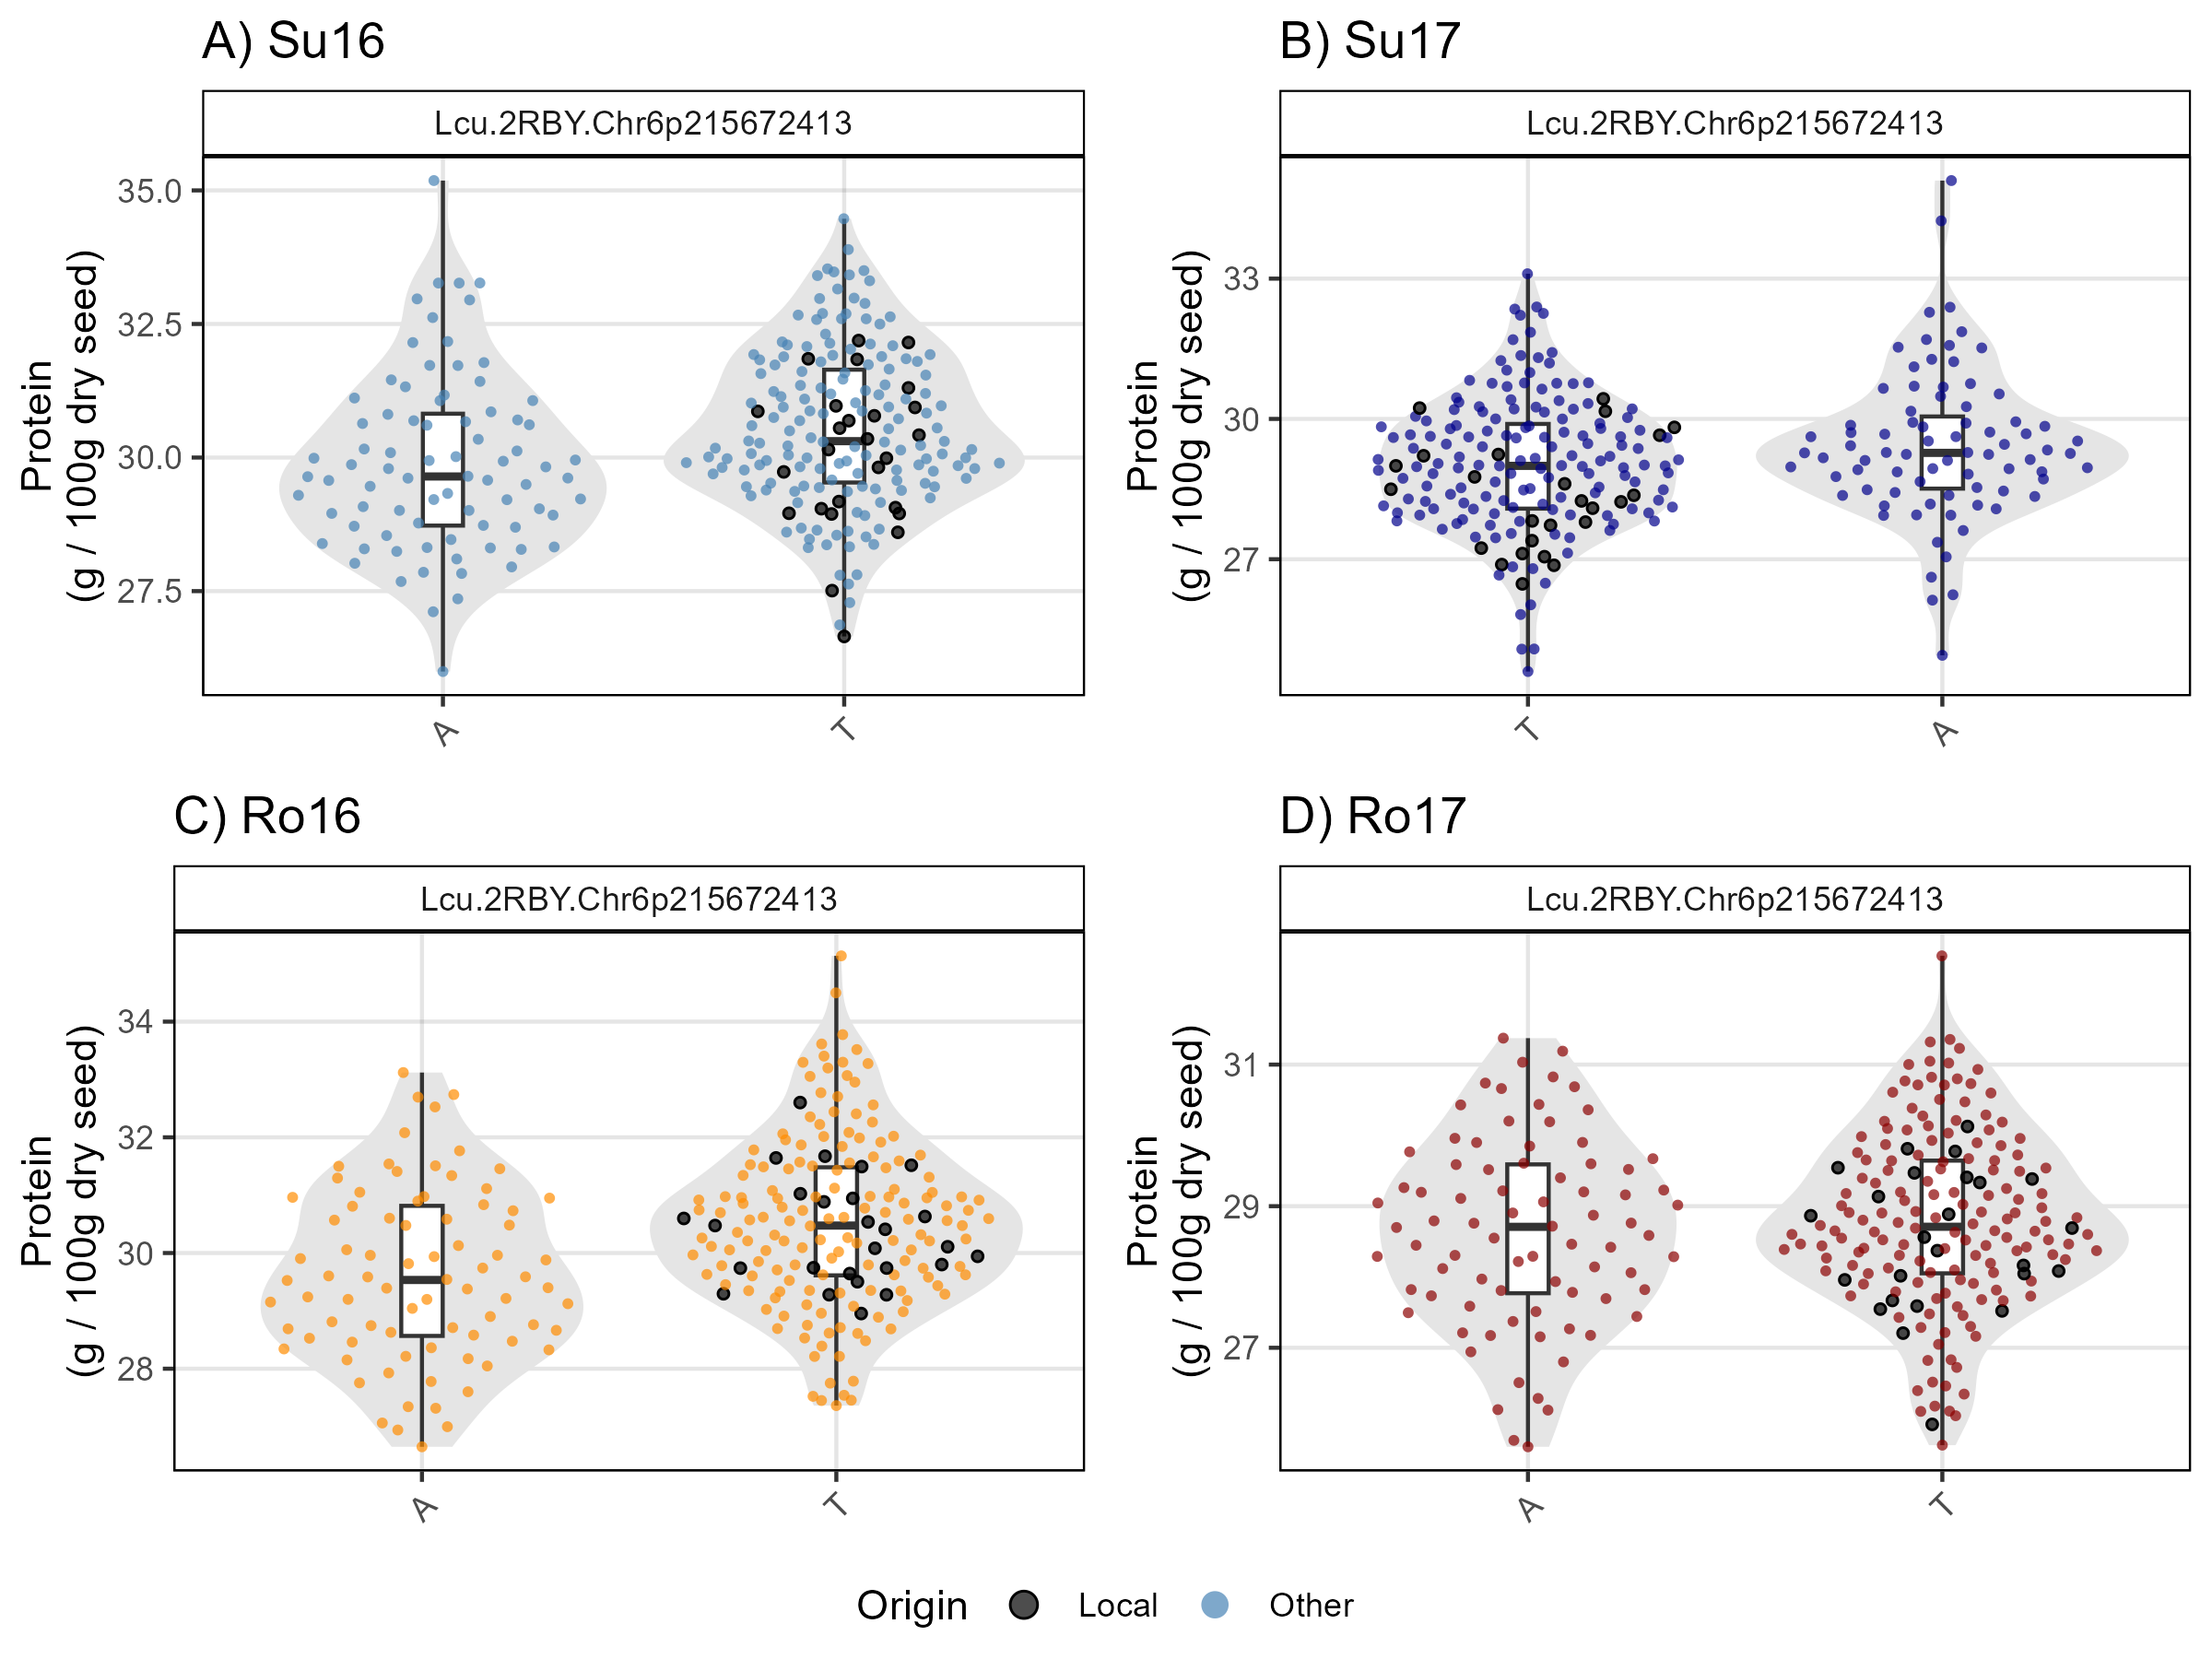 A) Su16
Lcu.2RBY.Chr6p215672413
Protein
(g / 100g dry seed)
35.0
32.5
30.0
27.5
A
T
B) Su17
Lcu.2RBY.Chr6p215672413
Protein
(g / 100g dry seed)
33
30
27
T
A
C) Ro16
Lcu.2RBY.Chr6p215672413
Protein
(g / 100g dry seed)
34
32
30
28
A
T
D) Ro17
Lcu.2RBY.Chr6p215672413
Protein
(g / 100g dry seed)
31
29
27
A
T
Origin
Local
Other